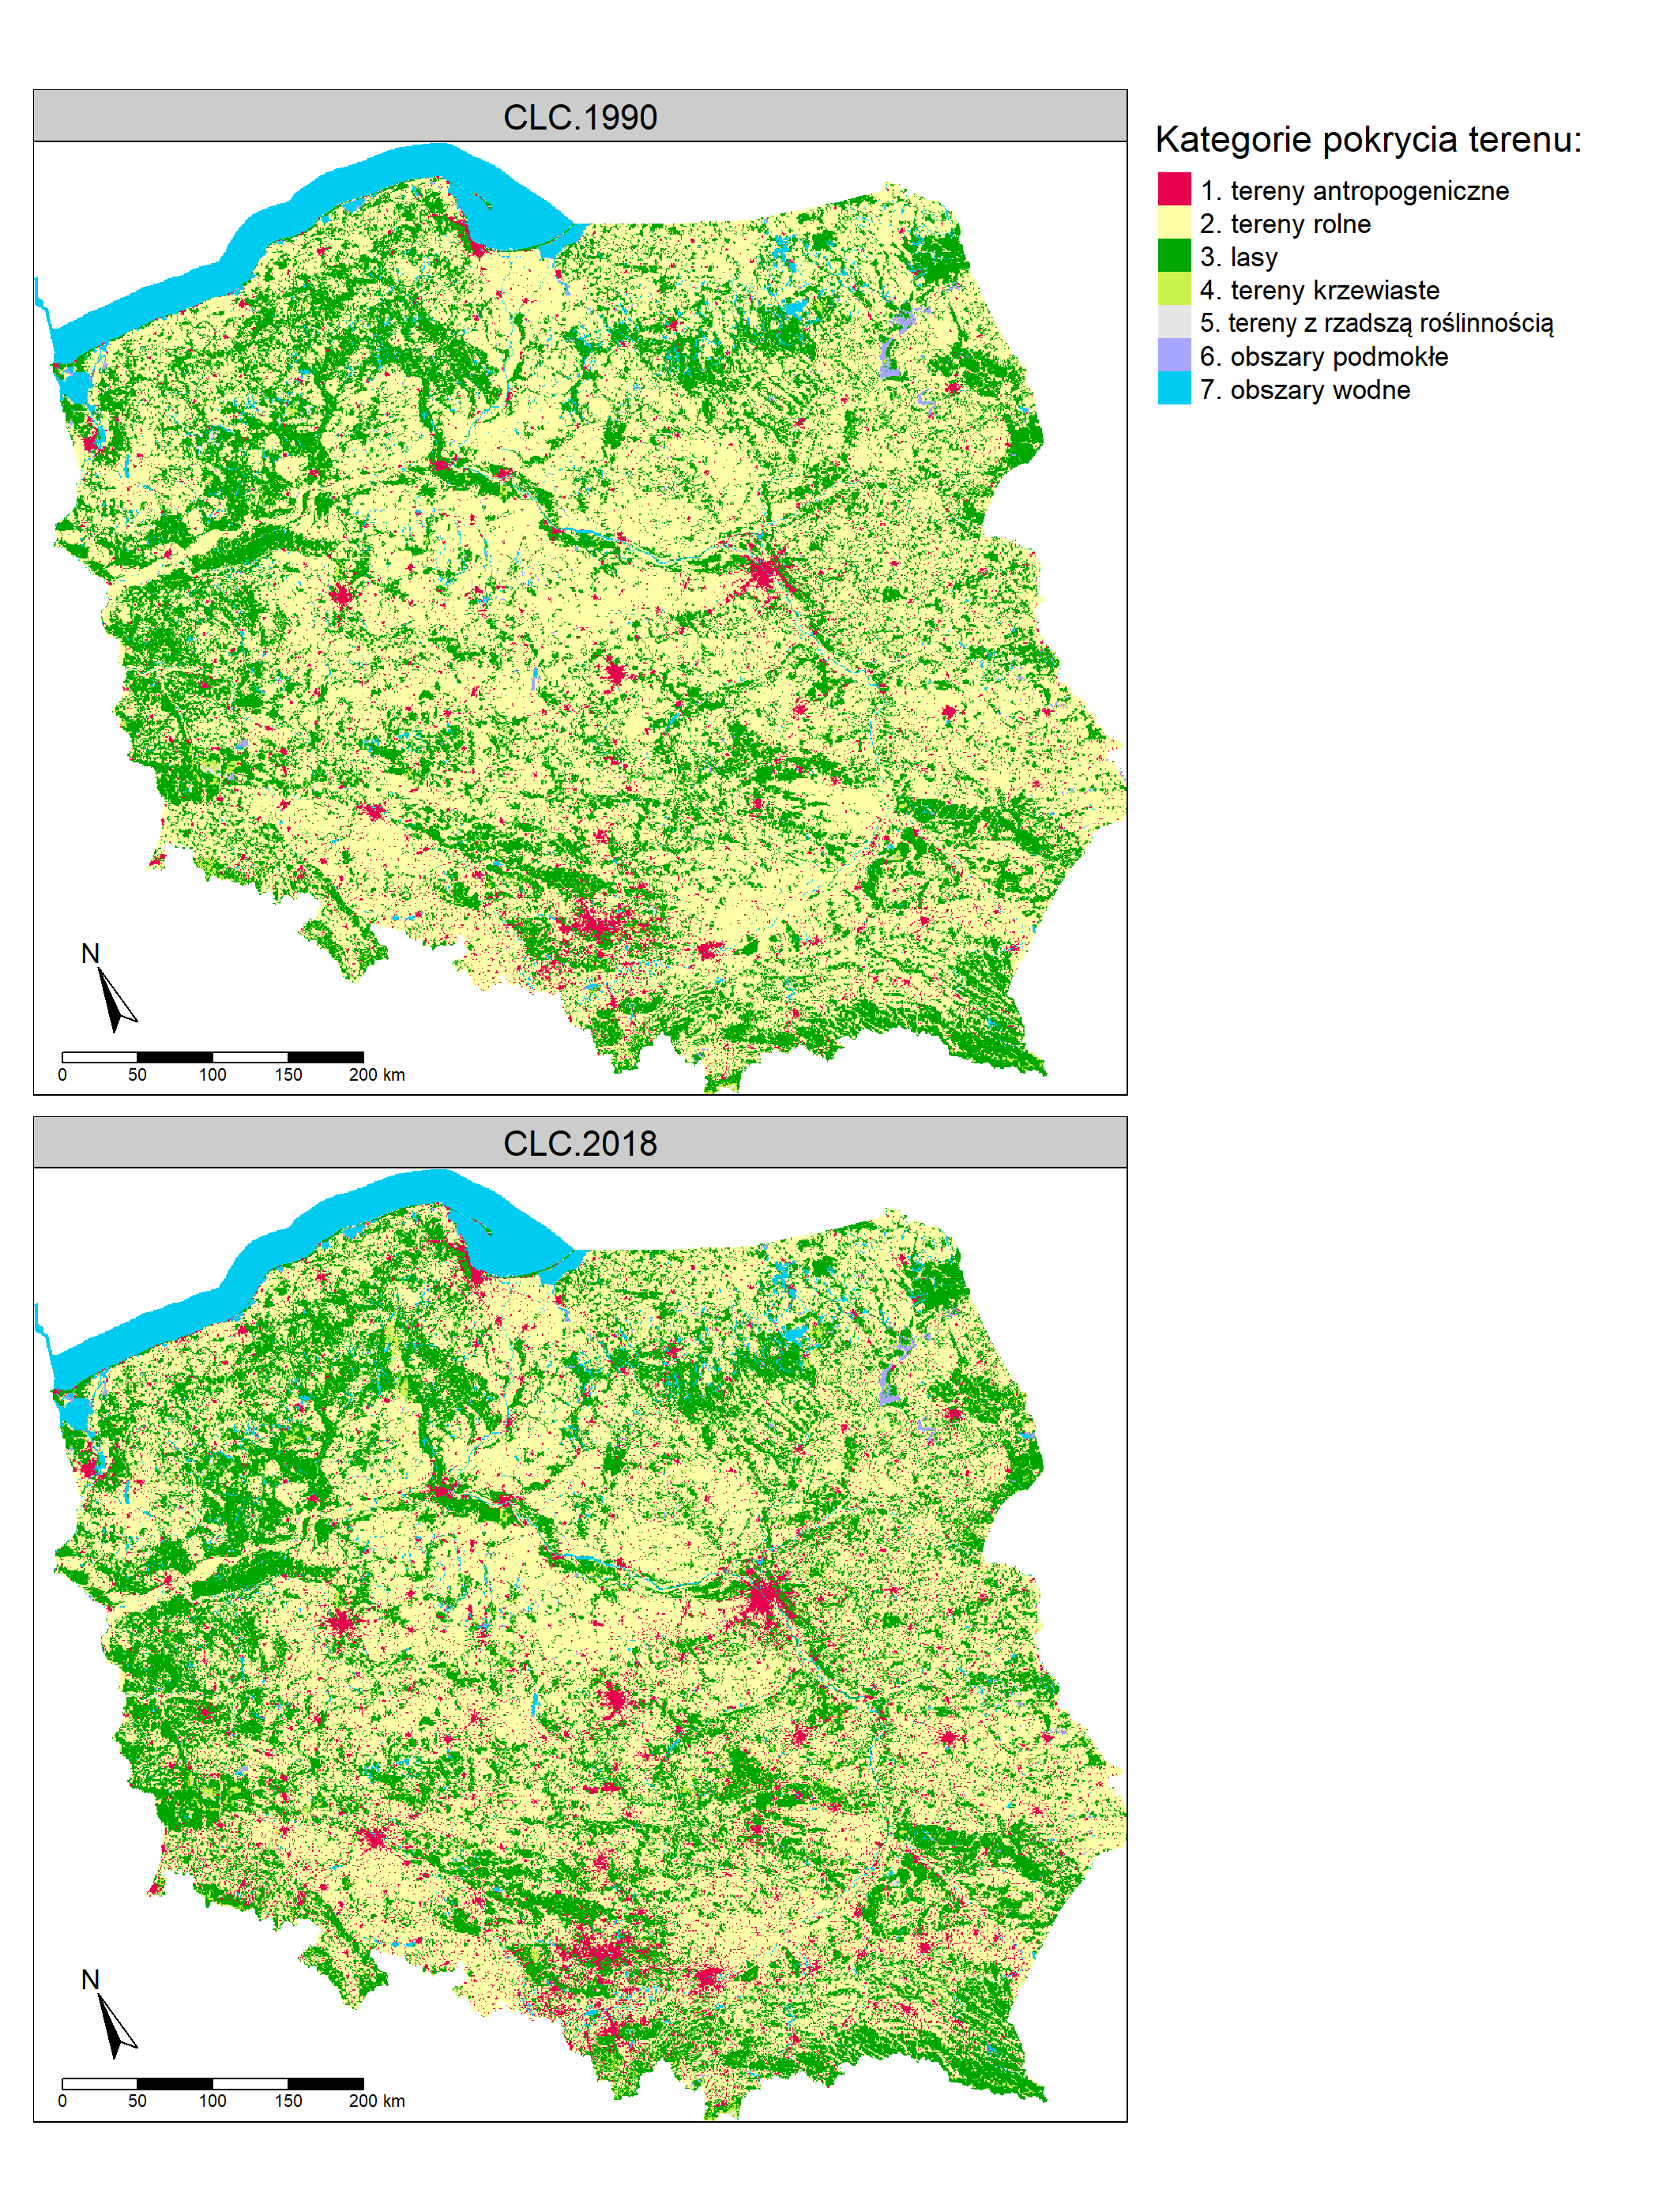 CLC.1990
Kategorie pokrycia terenu:
1. tereny antropogeniczne
2. tereny rolne
3. lasy
4. tereny krzewiaste
5. tereny z rzadszą roślinnością
6. obszary podmokłe
7. obszary wodne
N
0 50 100 150 200 km
CLC.2018
N
0 50 100 150 200 km